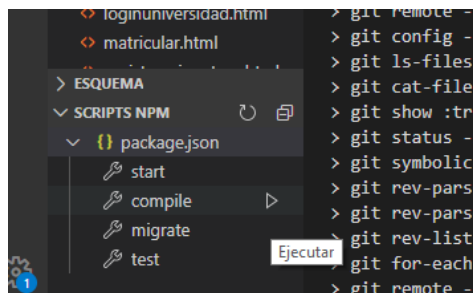 loginuniversidad.html
matricular.html
ESQUEMA
SCRIPTS NPM
{} package.json
start
compile
migrate
test
Ejecutar
1
> git remote -
> git config -
> git ls-files
> git cat-file
> git show :tr
> git status -
> git symbolic
> git rev-pars
> git rev-pars
> git rev-list
> git for-each
> git remote -